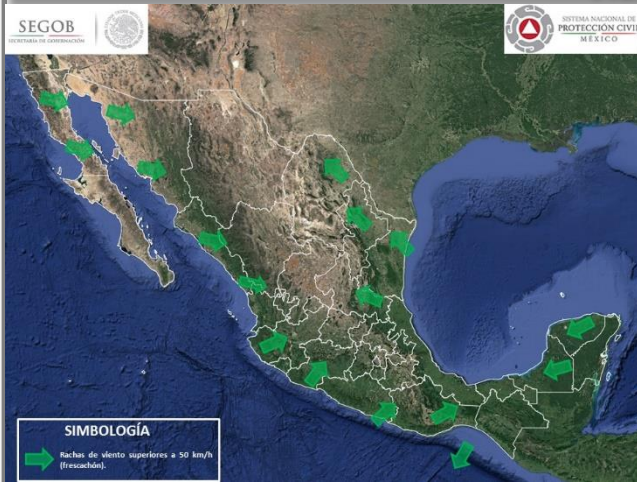 SEGOB
SECRETARÍA DE GOBERNACIÓN
SISTEMA NACIONAL DE
PROTECCIÓN CIVIL
MÉXICO
SIMBOLOGÍA
Rachas de viento superiores a 50 km/h
(frescachón).